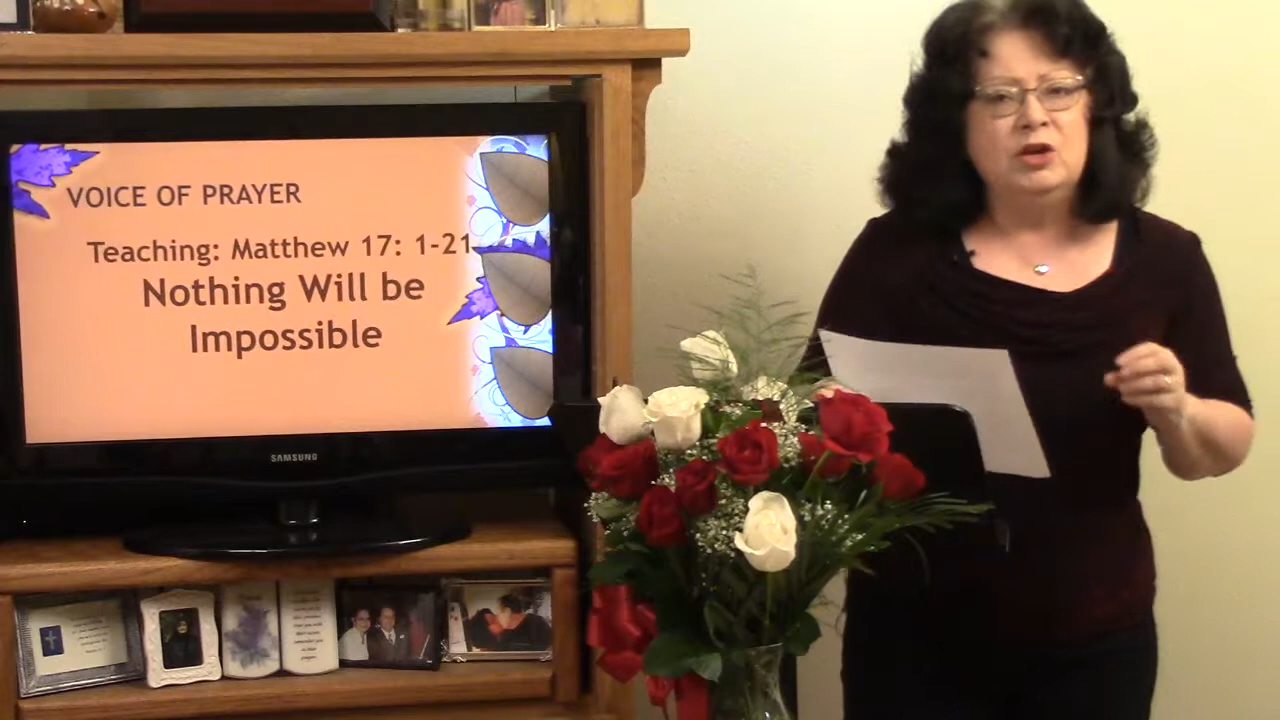 VOICE OF PRAYER
Teaching: Matthew 17: 1-21
Nothing Will be
Impossible
SAMSUNG